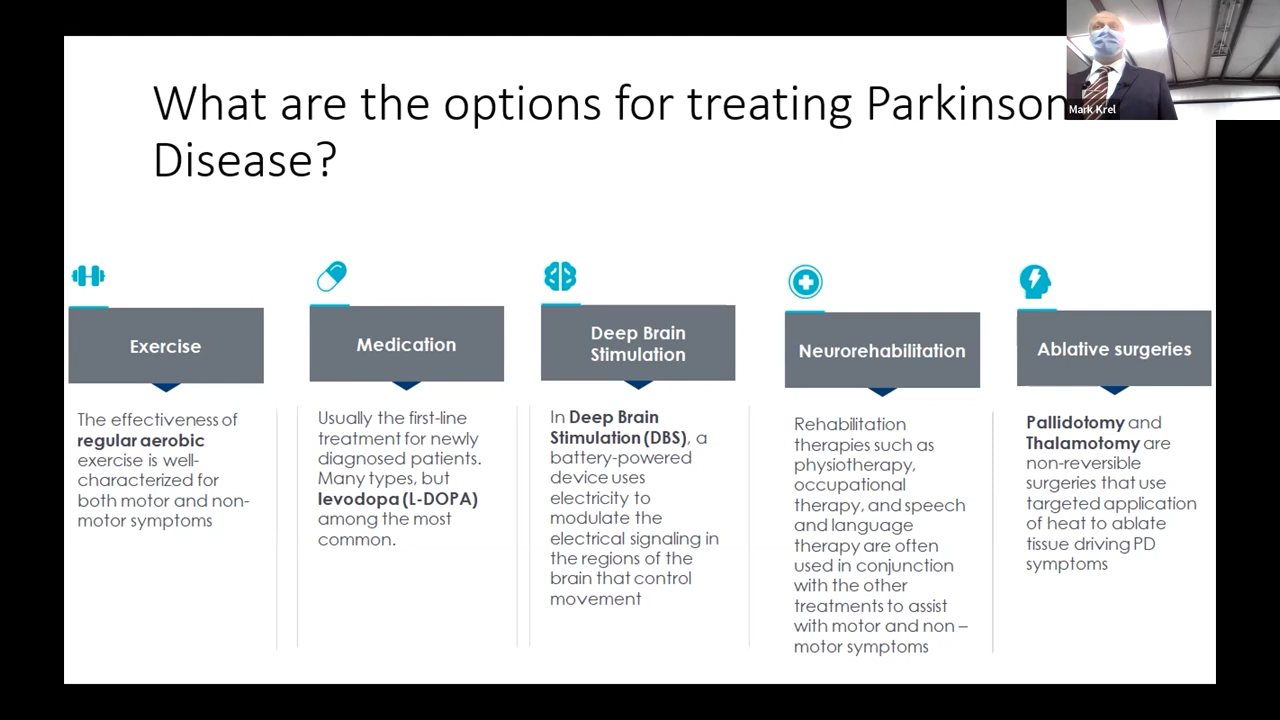 What are the options for treating Parkinson
Disease?
Mark Krel
Exercise
The effectiveness of
regular aerobic
exercise is well-
characterized for
both motor and non-
motor symptoms
Medication
Usually the first-line
treatment for newly
diagnosed patients.
Many types, but
levodopa (L-DOPA)
among the most
common.
Deep Brain
Stimulation
In Deep Brain
Stimulation (DBS), a
battery-powered
device uses
electricity to
modulate the
electrical signaling in
the regions of the
brain that control
movement
Neurorehabilitation
Rehabilitation
therapies such as
physiotherapy,
occupational
therapy, and speech
and language
therapy are often
used in conjunction
with the other
treatments to assist
with motor and non –
motor symptoms
Ablative surgeries
Pallidotomy and
Thalamotomy are
non-reversible
surgeries that use
targeted application
of heat to ablate
tissue driving PD
symptoms